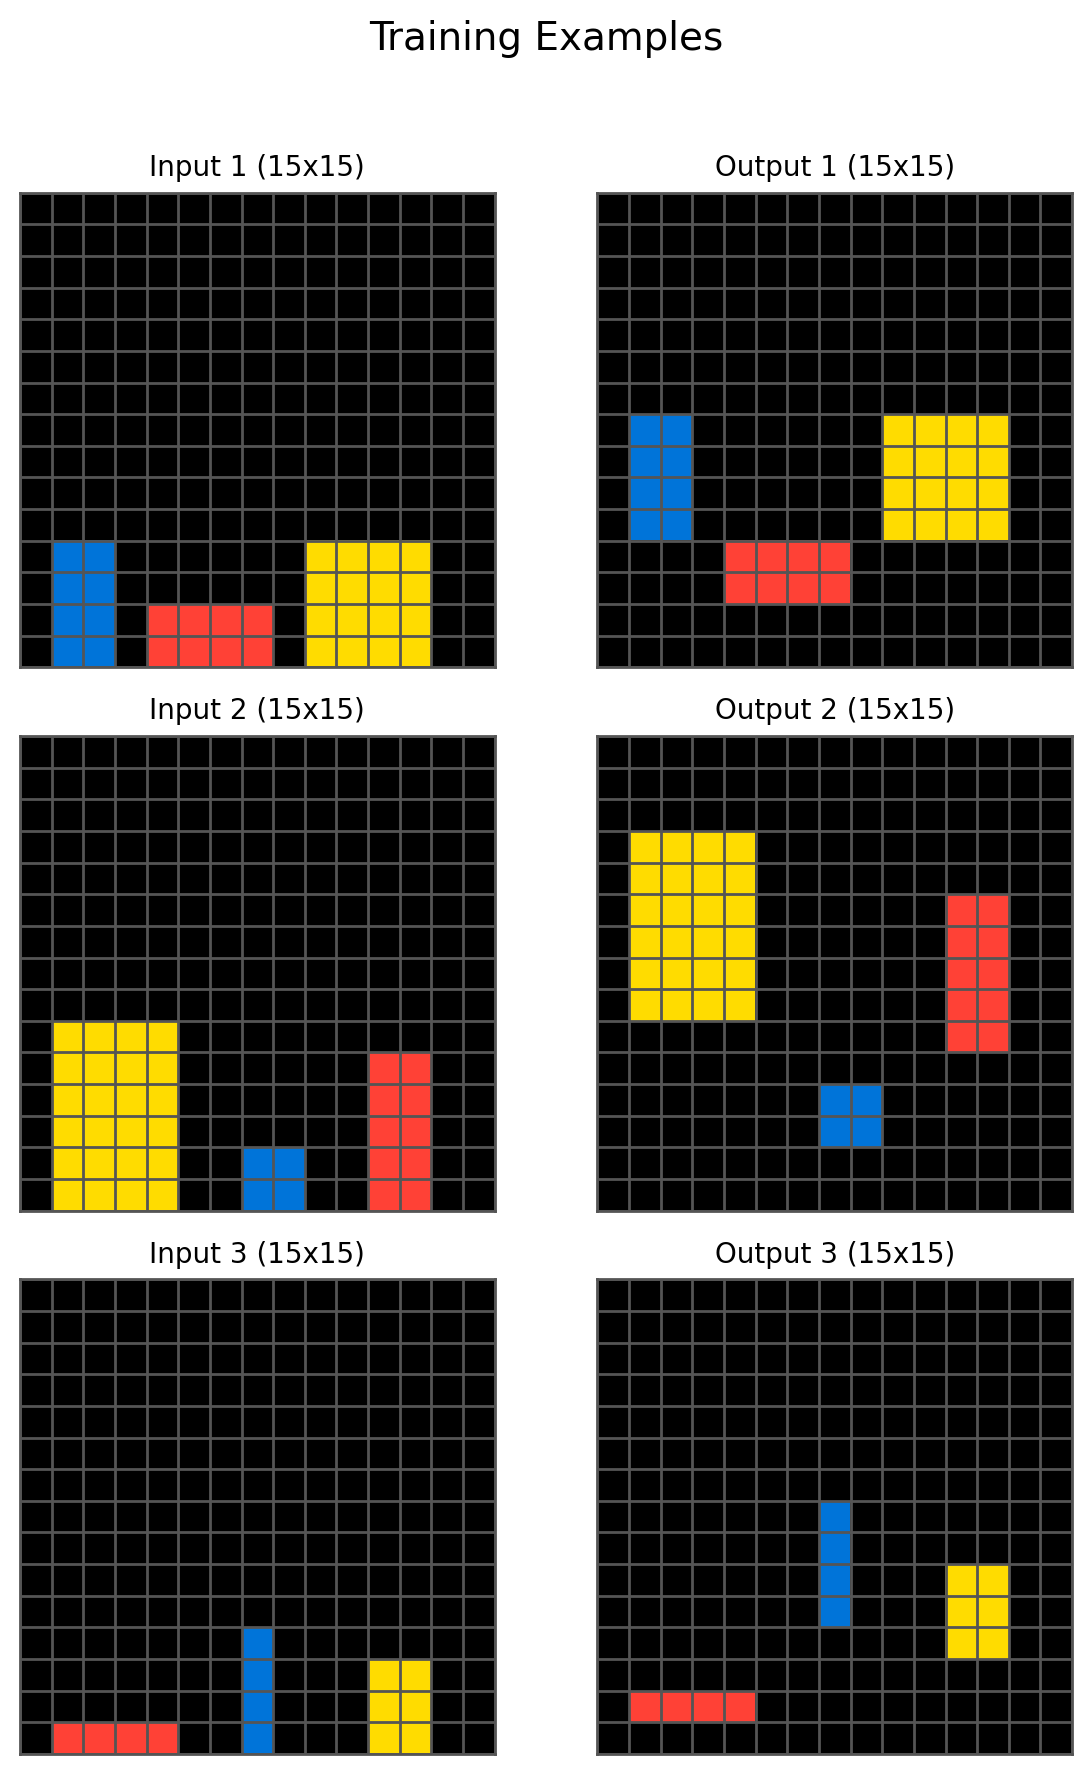 Training Examples
Input 1 (15x15)
Output 1 (15x15)
Input 2 (15x15)
Output 2 (15x15)
Input 3 (15x15)
Output 3 (15x15)